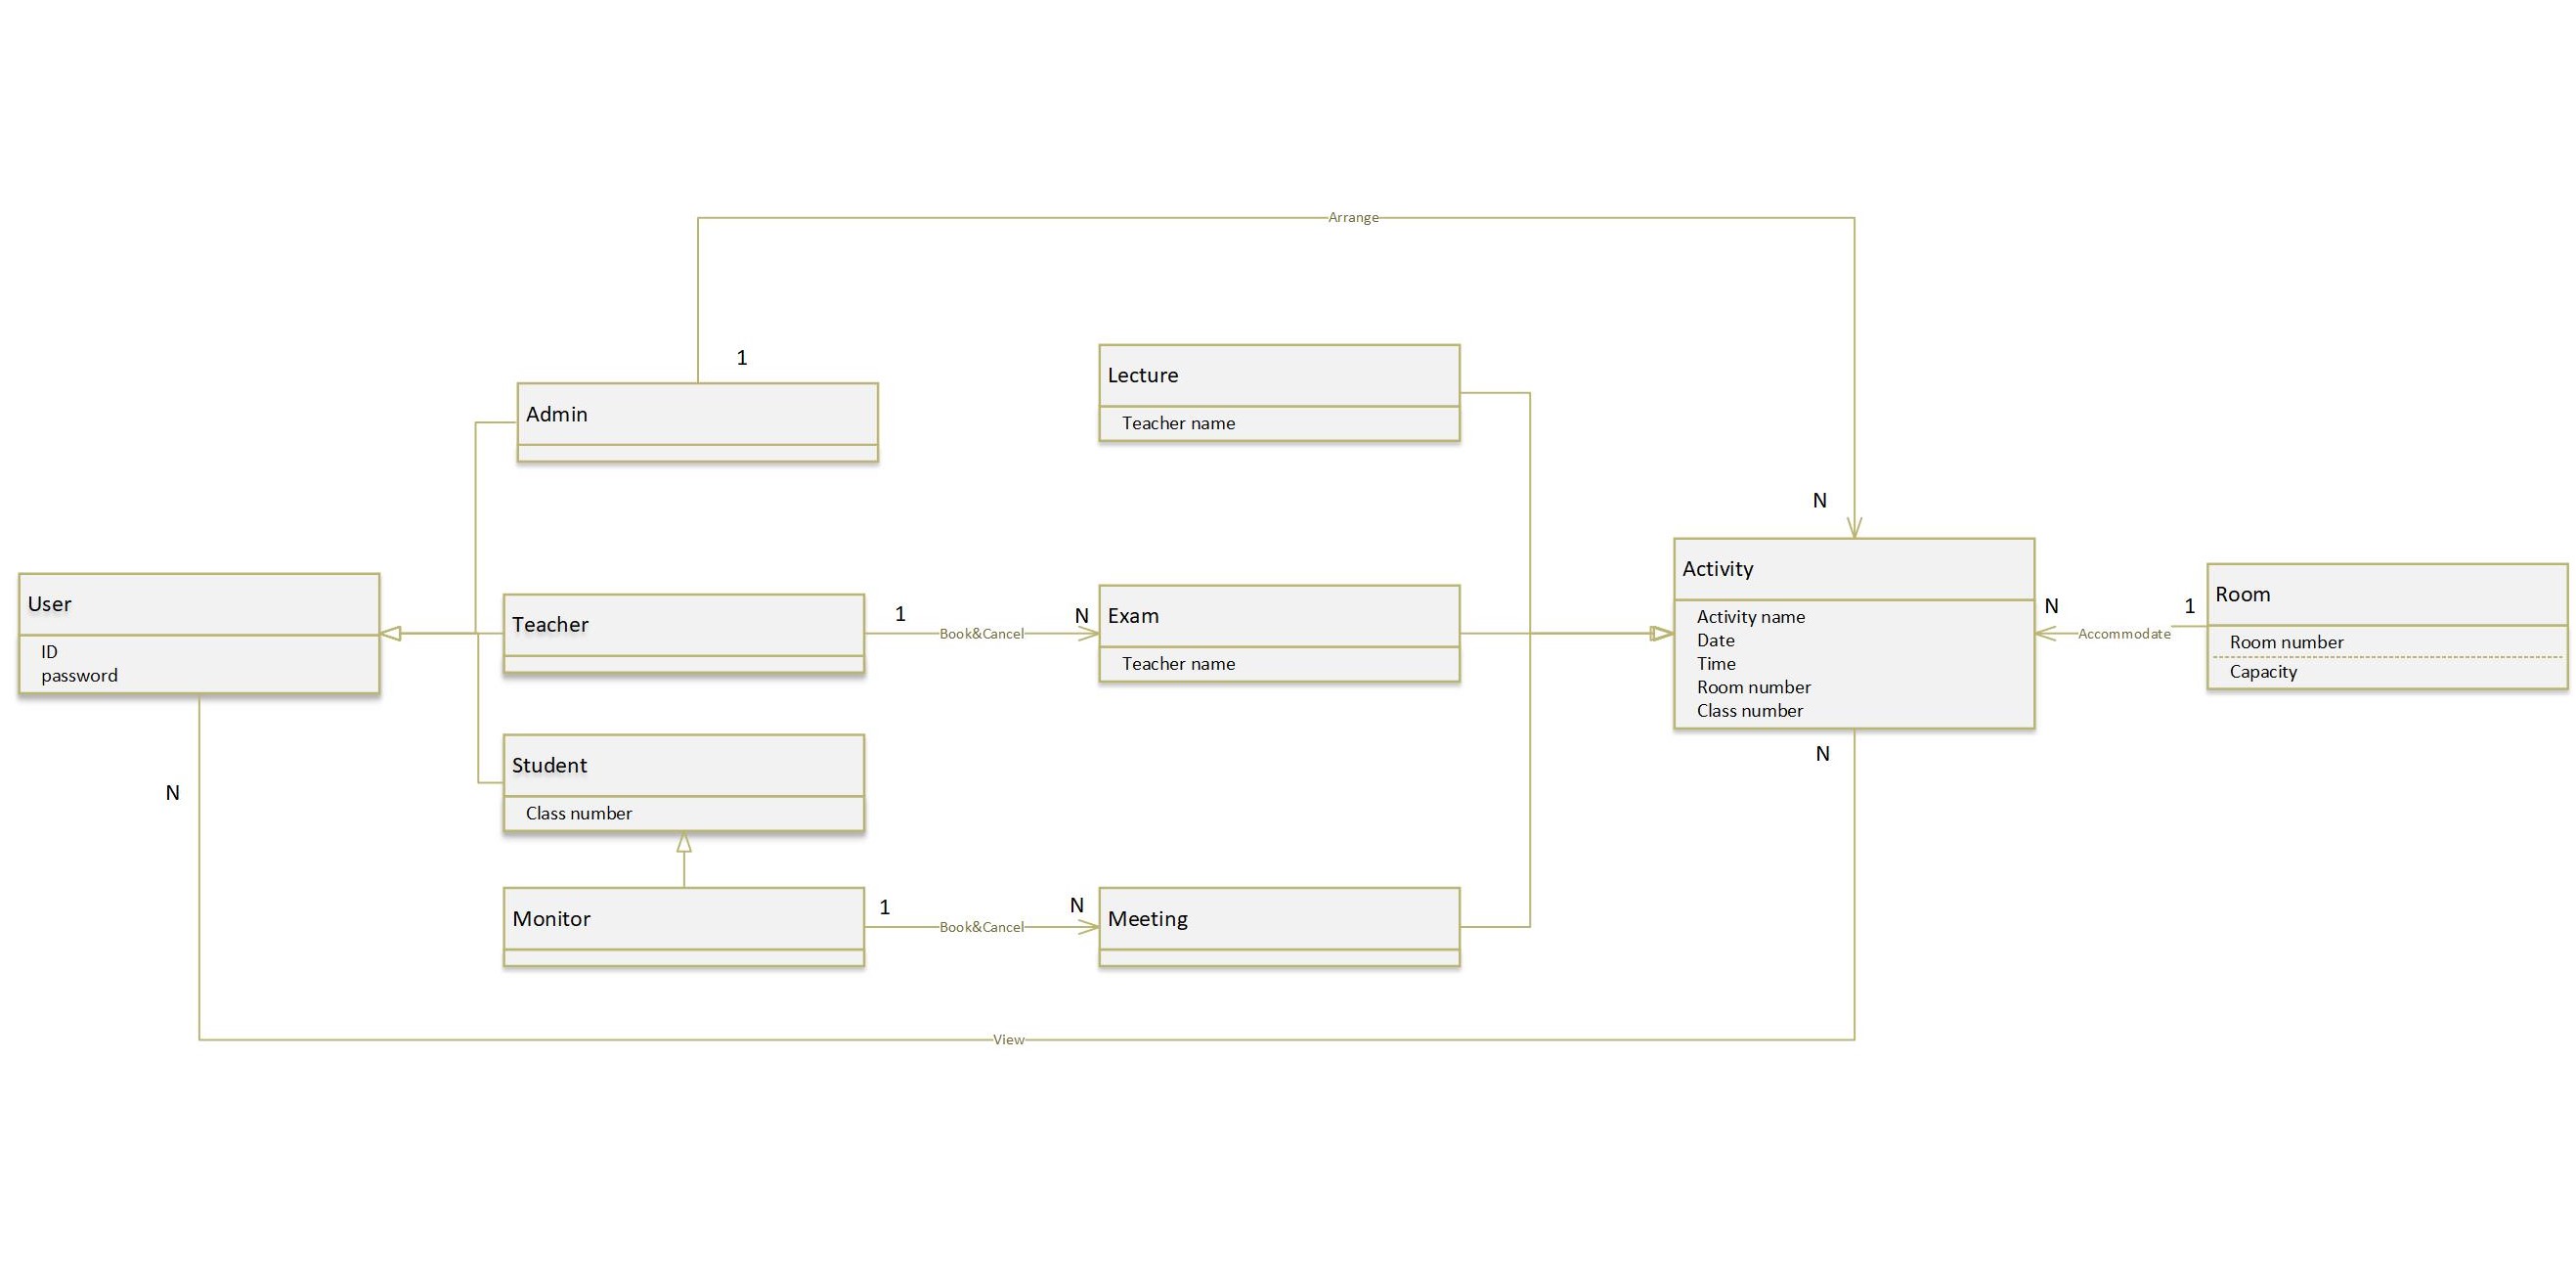 Arrange
1
Admin
Lecture
Teacher name
N
User
ID
password
Teacher
1
Book&Cancel
N
Exam
Teacher name
Activity
Activity name
Date
Time
Room number
Class number
N
Accommodate
1
Room
Room number
Capacity
Student
Class number
N
N
Monitor
1
Book&Cancel
N
Meeting
View